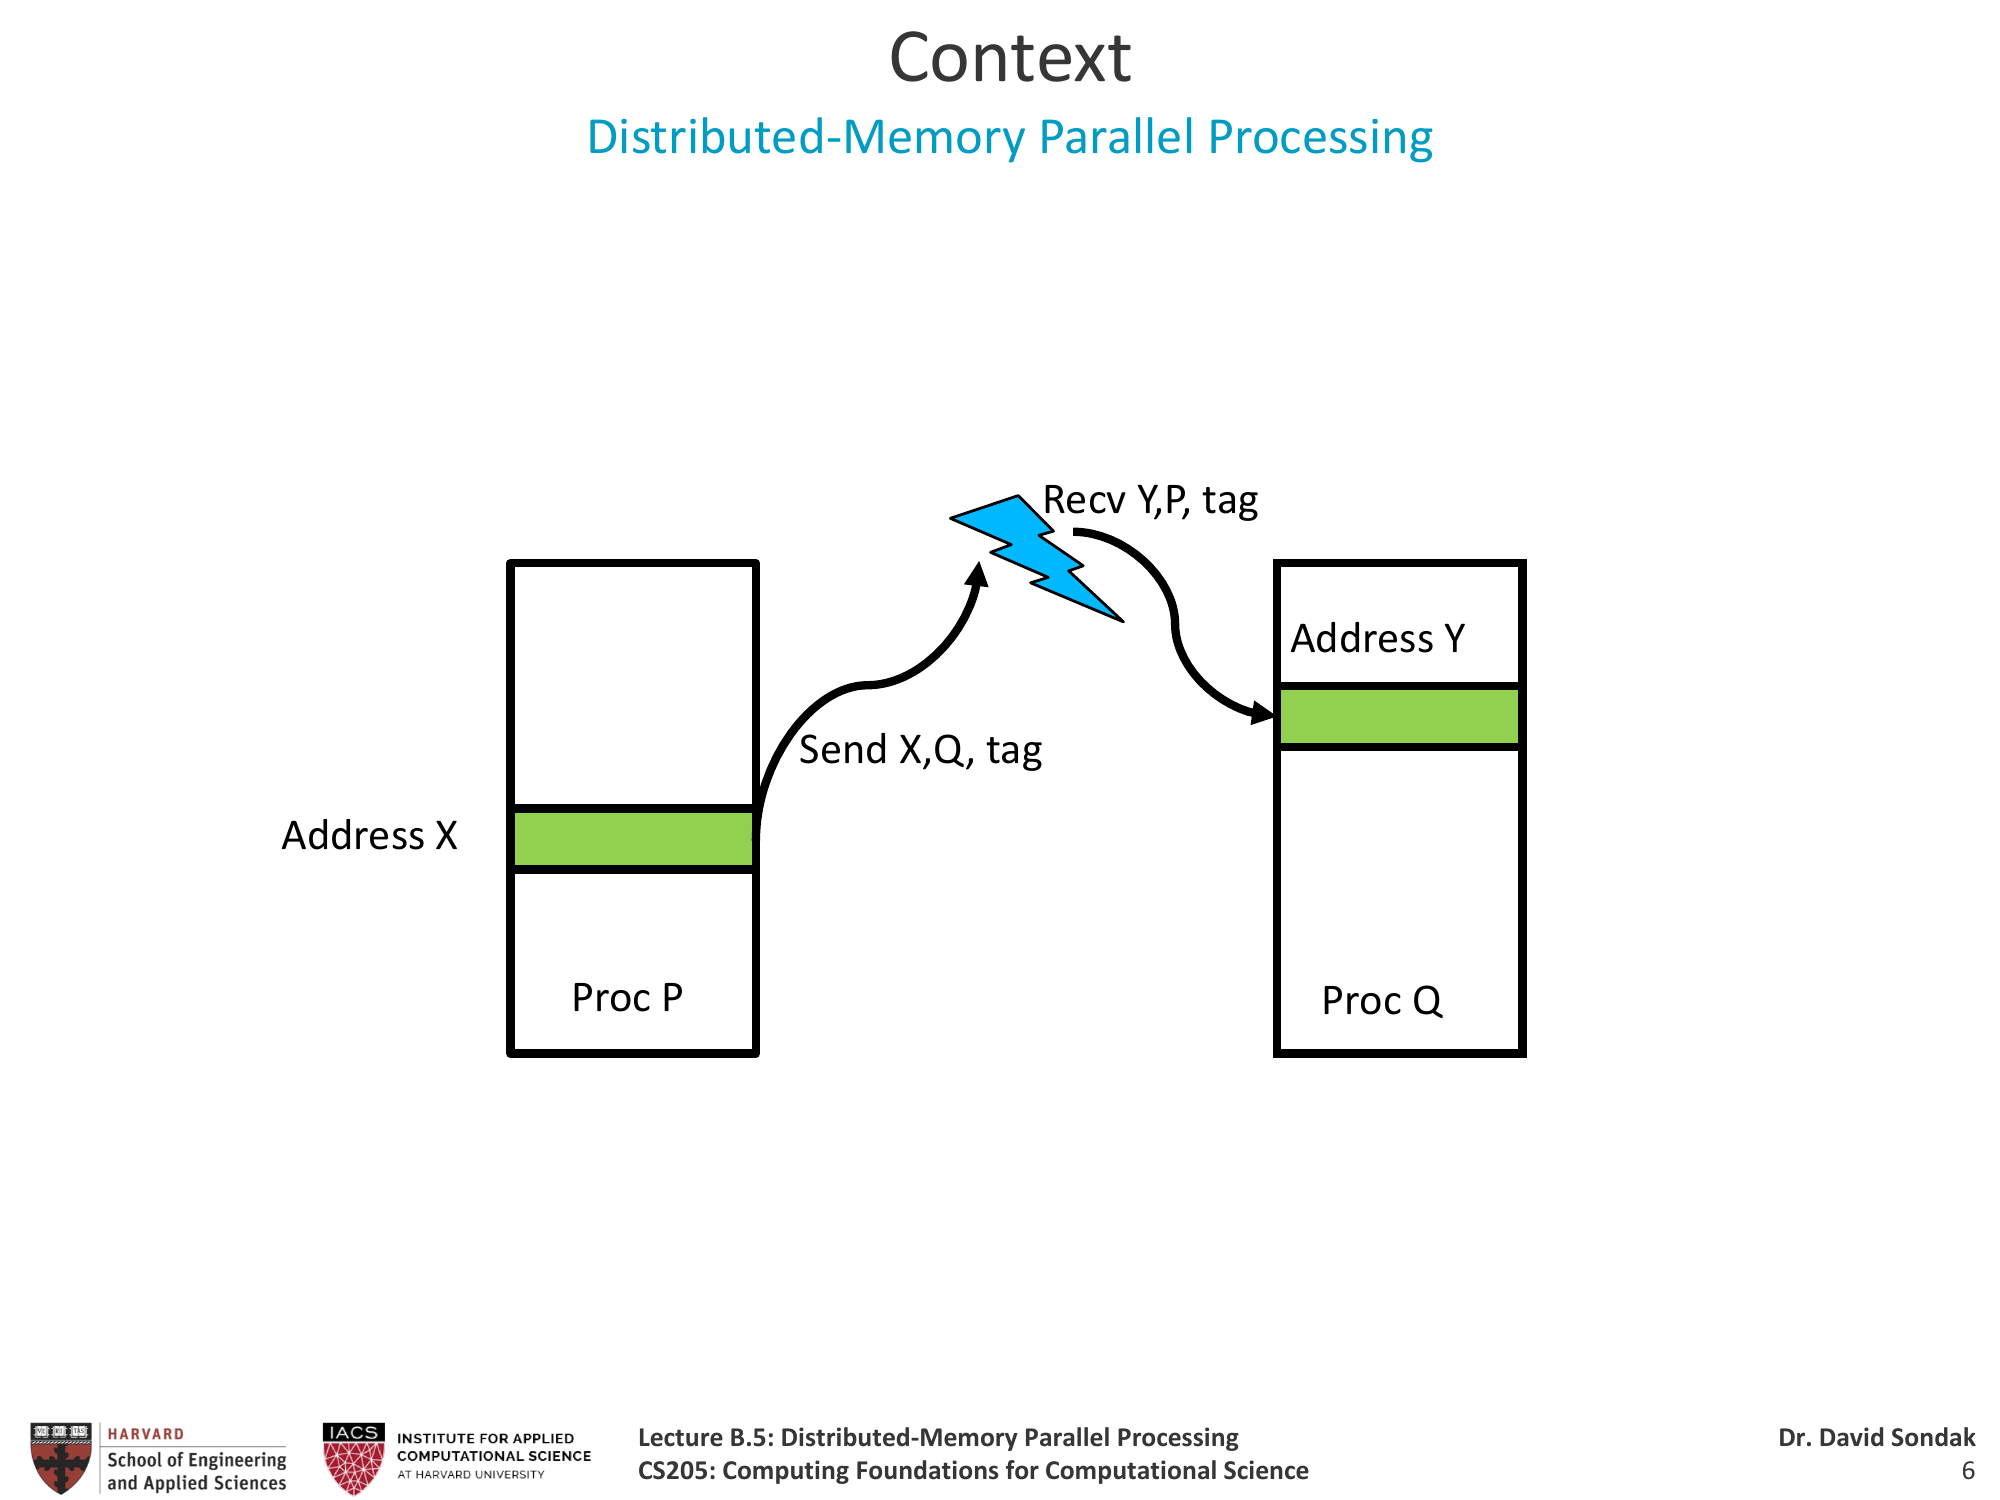 Context
Distributed-Memory Parallel Processing
Recv Y,P, tag
Address Y
Send X,Q, tag
Address X
Proc P
Proc Q
HARVARD
School of Engineering
and Applied Sciences
IACS
INSTITUTE FOR APPLIED
COMPUTATIONAL SCIENCE
AT HARVARD UNIVERSITY
Lecture B.5: Distributed-Memory Parallel Processing
CS205: Computing Foundations for Computational Science
Dr. David Sondak
6